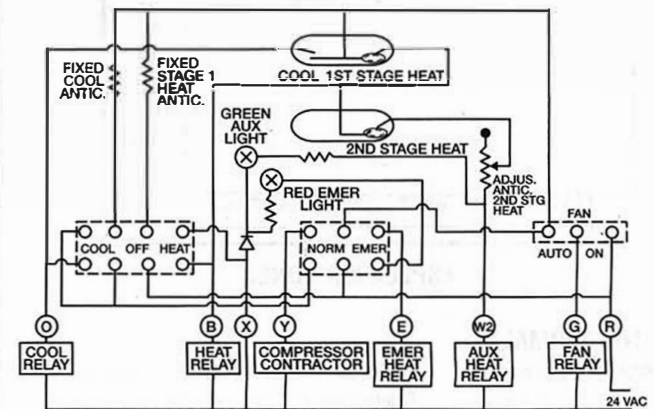 FIXED
COOL
ANTIC.
FIXED
STAGE 1
HEAT
ANTIC.
COOL 1ST STAGE HEAT
GREEN
AUX
LIGHT
2ND STAGE HEAT
RED EMER
LIGHT
ADJUS.
ANTIC.
2ND STG
HEAT
FAN
COOL OFF HEAT
NORM EMER
AUTO ON
O
B
X
Y
E
W2
G
R
COOL
RELAY
HEAT
RELAY
COMPRESSOR
CONTRACTOR
EMER
HEAT
RELAY
AUX
HEAT
RELAY
FAN
RELAY
24 VAC